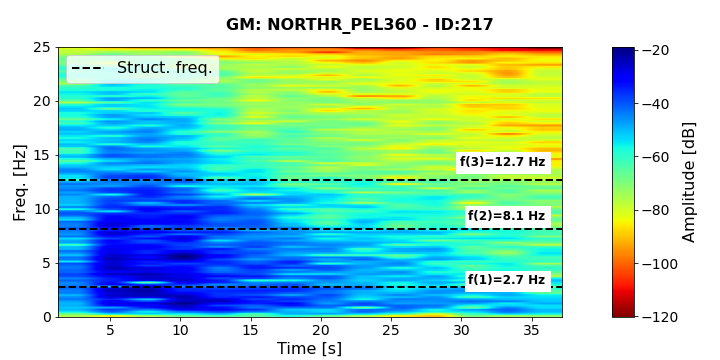 GM: NORTHR_PEL360 - ID:217
25
20
15
10
5
0
Freq. [Hz]
Struct. freq.
f(3)=12.7 Hz
f(2)=8.1 Hz
f(1)=2.7 Hz
5 10 15 20 25 30 35
Time [s]
−20
−40
−60
−80
−100
−120
Amplitude [dB]